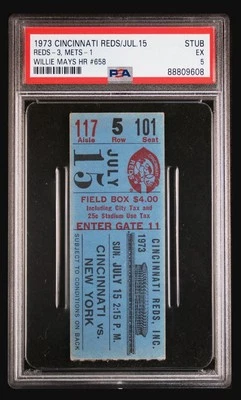 1973 CINCINNATI REDS/JUL.15 STUB
REDS - 3, METS - 1 EX
WILLIE MAYS HR #658 PSA 5
88809608
117 5 101
Aisle Row Seat
JULY
15
FIELD BOX $4.00
Including City Tax and
25c Stadium Use Tax
ENTER GATE 11
CINCINNATI REDS, INC.
1973
SUN. JULY 15 2:15 P. M.
CINCINNATI VS.
NEW YORK
SUBJECT TO CONDITIONS ON BACK